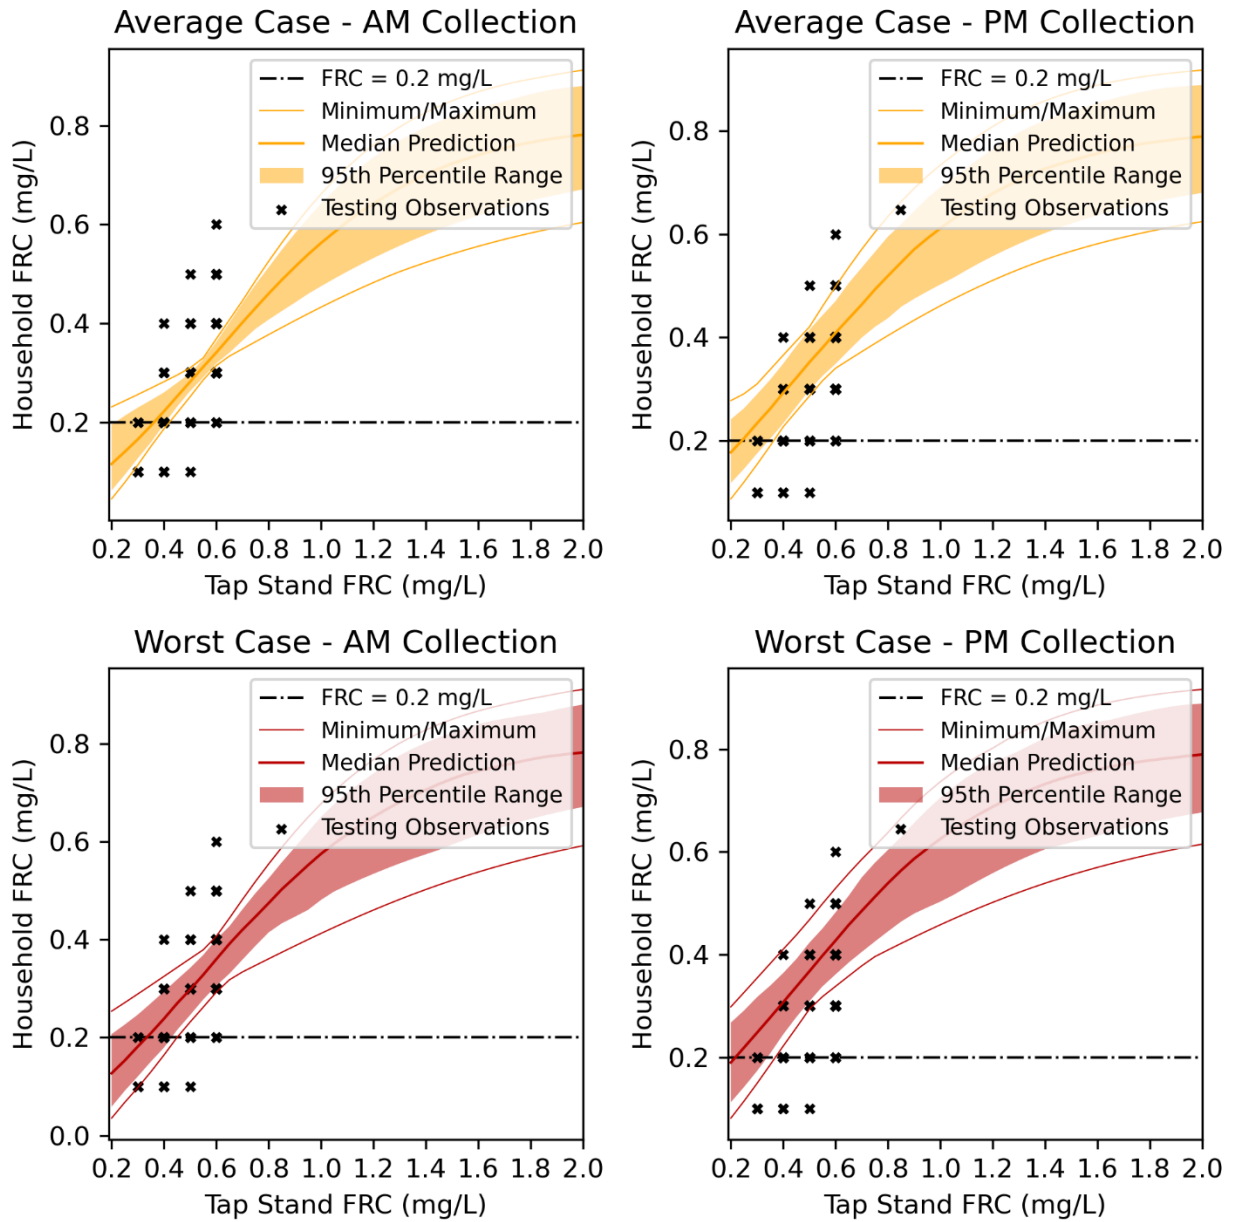 Average Case - AM Collection
FRC = 0.2 mg/L
Minimum/Maximum
Median Prediction
95th Percentile Range
Testing Observations
Household FRC (mg/L)
0.8
0.6
0.4
0.2
0.2 0.4 0.6 0.8 1.0 1.2 1.4 1.6 1.8 2.0
Tap Stand FRC (mg/L)
Average Case - PM Collection
FRC = 0.2 mg/L
Minimum/Maximum
Median Prediction
95th Percentile Range
Testing Observations
Household FRC (mg/L)
0.8
0.6
0.4
0.2
0.2 0.4 0.6 0.8 1.0 1.2 1.4 1.6 1.8 2.0
Tap Stand FRC (mg/L)
Worst Case - AM Collection
FRC = 0.2 mg/L
Minimum/Maximum
Median Prediction
95th Percentile Range
Testing Observations
Household FRC (mg/L)
0.8
0.6
0.4
0.2
0.0
0.2 0.4 0.6 0.8 1.0 1.2 1.4 1.6 1.8 2.0
Tap Stand FRC (mg/L)
Worst Case - PM Collection
FRC = 0.2 mg/L
Minimum/Maximum
Median Prediction
95th Percentile Range
Testing Observations
Household FRC (mg/L)
0.8
0.6
0.4
0.2
0.2 0.4 0.6 0.8 1.0 1.2 1.4 1.6 1.8 2.0
Tap Stand FRC (mg/L)